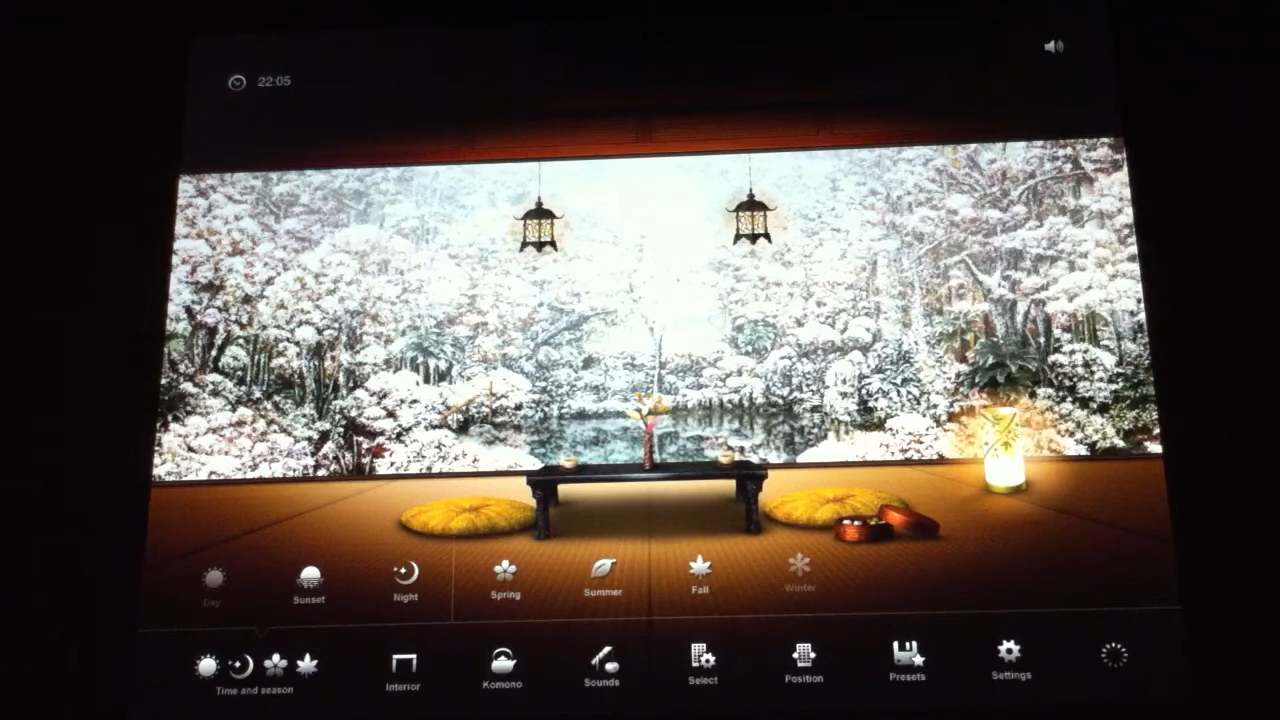 22:05
Day
Sunset
Night
Spring
Summer
Fall
Winter
Time and season
Interior
Komono
Sounds
Select
Position
Presets
Settings